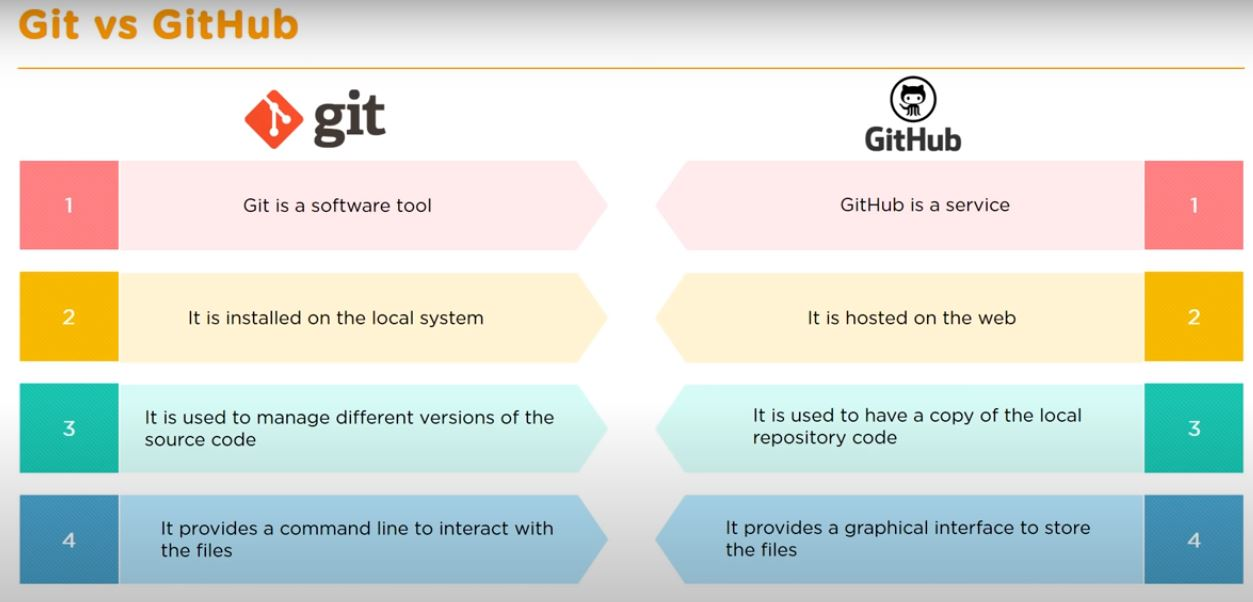 Git vs GitHub
git
GitHub
1
Git is a software tool
GitHub is a service
1
2
It is installed on the local system
It is hosted on the web
2
3
It is used to manage different versions of the
source code
It is used to have a copy of the local
repository code
3
4
It provides a command line to interact with
the files
It provides a graphical interface to store
the files
4